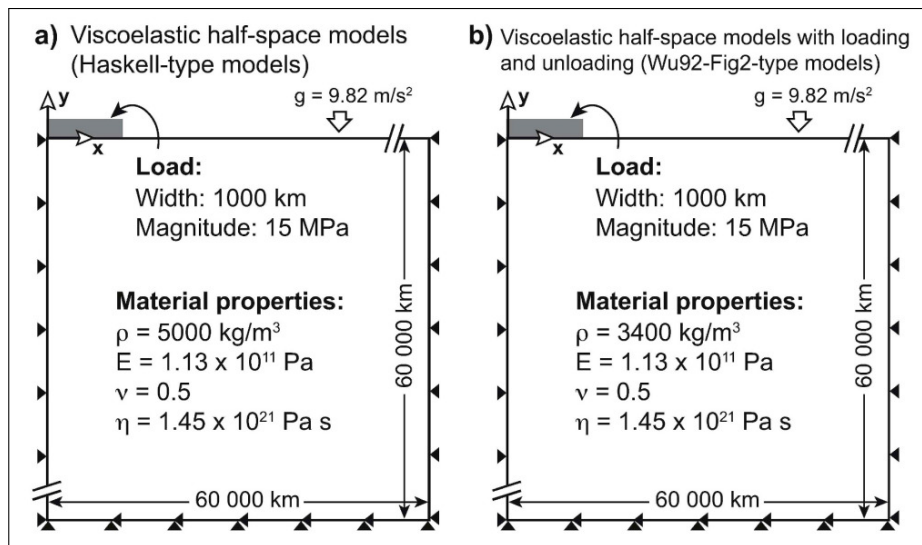 a) Viscoelastic half-space models
(Haskell-type models)
y
g = 9.82 m/s²
x
Load:
Width: 1000 km
Magnitude: 15 MPa
Material properties:
ρ = 5000 kg/m³
E = 1.13 x 10¹¹ Pa
ν = 0.5
η = 1.45 x 10²¹ Pa s
60 000 km
60 000 km
b) Viscoelastic half-space models with loading
and unloading (Wu92-Fig2-type models)
y
g = 9.82 m/s²
x
Load:
Width: 1000 km
Magnitude: 15 MPa
Material properties:
ρ = 3400 kg/m³
E = 1.13 x 10¹¹ Pa
ν = 0.5
η = 1.45 x 10²¹ Pa s
60 000 km
60 000 km